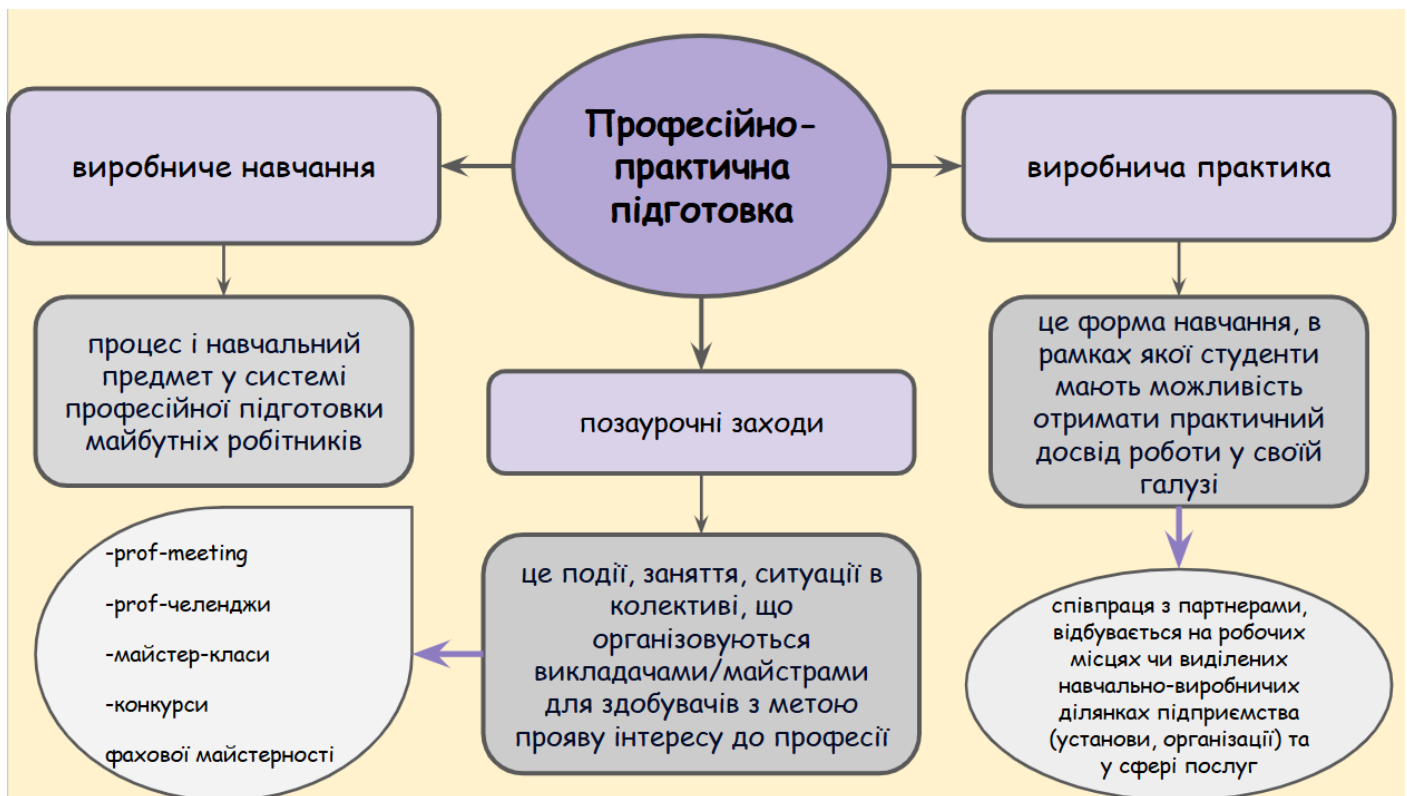 Професійно-
практична
підготовка
виробниче навчання
виробнича практика
процес і навчальний
предмет у системі
професійної підготовки
майбутніх робітників
позаурочні заходи
це форма навчання, в
рамках якої студенти
мають можливість
отримати практичний
досвід роботи у своїй
галузі
-prof-meeting
-prof-челенджи
-майстер-класи
-конкурси
фахової майстерності
це події, заняття, ситуації в
колективі, що
організовуються
викладачами/майстрами
для здобувачів з метою
прояву інтересу до професії
співпраця з партнерами,
відбувається на робочих
місцях чи виділених
навчально-виробничих
ділянках підприємства
(установи, організації) та
у сфері послуг